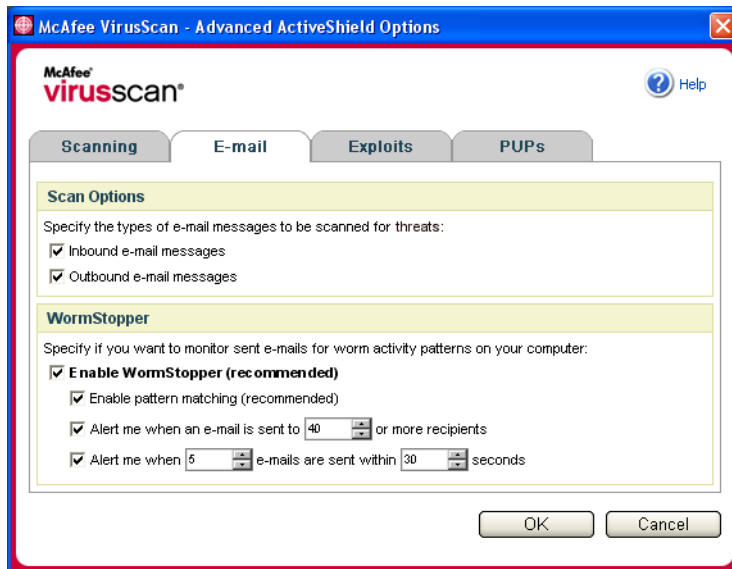 McAfee VirusScan - Advanced ActiveShield Options
McAfee®
virusscan®
Help
Scanning
E-mail
Exploits
PUPs
Scan Options
Specify the types of e-mail messages to be scanned for threats:
Inbound e-mail messages
Outbound e-mail messages
WormStopper
Specify if you want to monitor sent e-mails for worm activity patterns on your computer:
Enable WormStopper (recommended)
Enable pattern matching (recommended)
Alert me when an e-mail is sent to 40 or more recipients
Alert me when 5 e-mails are sent within 30 seconds
OK
Cancel